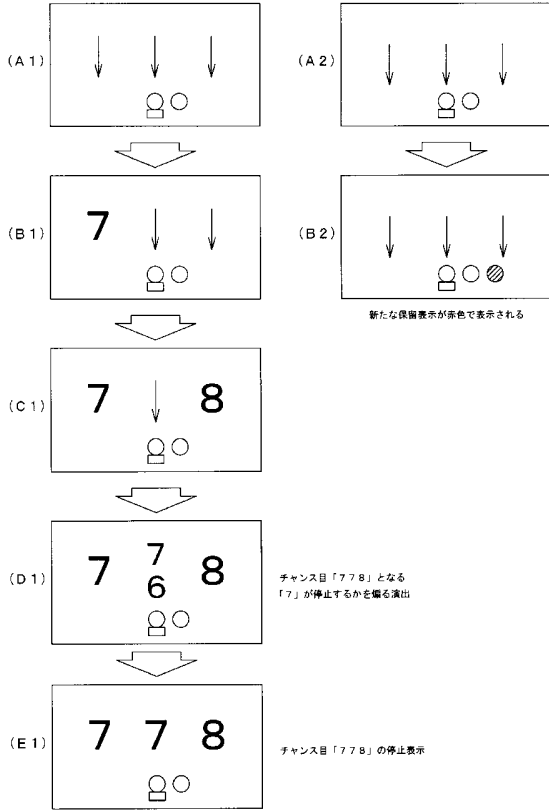 (A1)
(A2)
(B1)
7
(B2)
新たな保留表示が赤色で表示される
(C1)
7 8
(D1)
7 7 8
6
チャンス目「778」となる
「7」が停止するかを煽る演出
(E1)
7 7 8
チャンス目「778」の停止表示